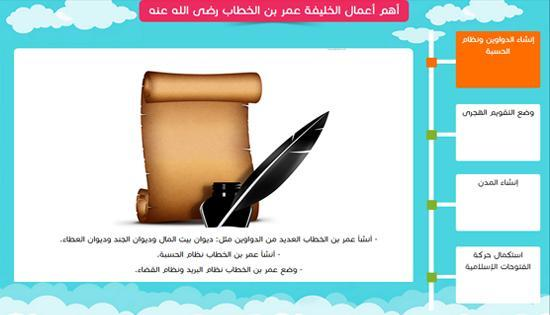 أهم أعمال الخليفة عمر بن الخطاب رضى الله عنه
إنشاء الدواوين ونظام
الحسبة
وضع التقويم الهجرى
إنشاء المدن
استكمال حركة
الفتوحات الإسلامية
- أنشأ عمر بن الخطاب العديد من الدواوين مثل: ديوان بيت المال وديوان الجند وديوان العطاء.
- أنشأ عمر بن الخطاب نظام الحسبة.
- وضع عمر بن الخطاب نظام البريد ونظام القضاء.